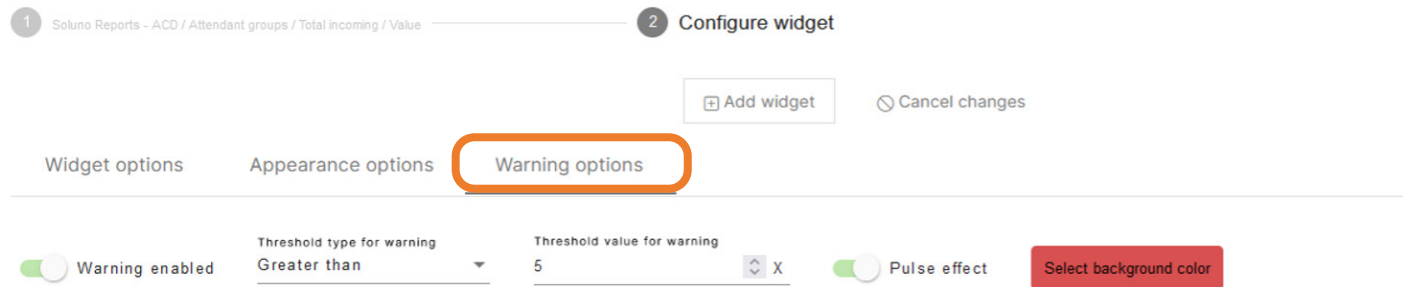 1 Soluno Reports - ACD / Attendant groups / Total incoming / Value 2 Configure widget
Add widget Cancel changes
Widget options Appearance options Warning options
Threshold type for warning Threshold value for warning
Warning enabled Greater than 5 X Pulse effect Select background color